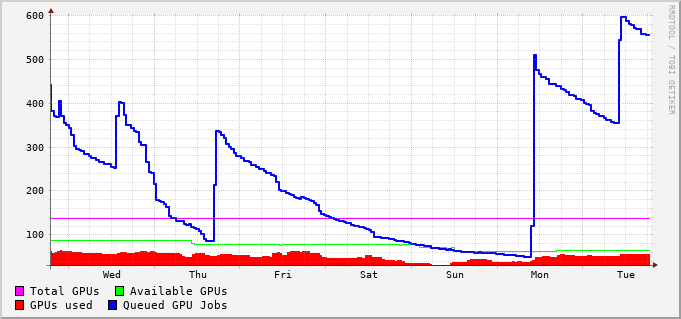 600
500
400
300
200
100
Wed Thu Fri Sat Sun Mon Tue
Total GPUs Available GPUs
GPUs used Queued GPU Jobs
RRDTOOL / TOBI OETIKER